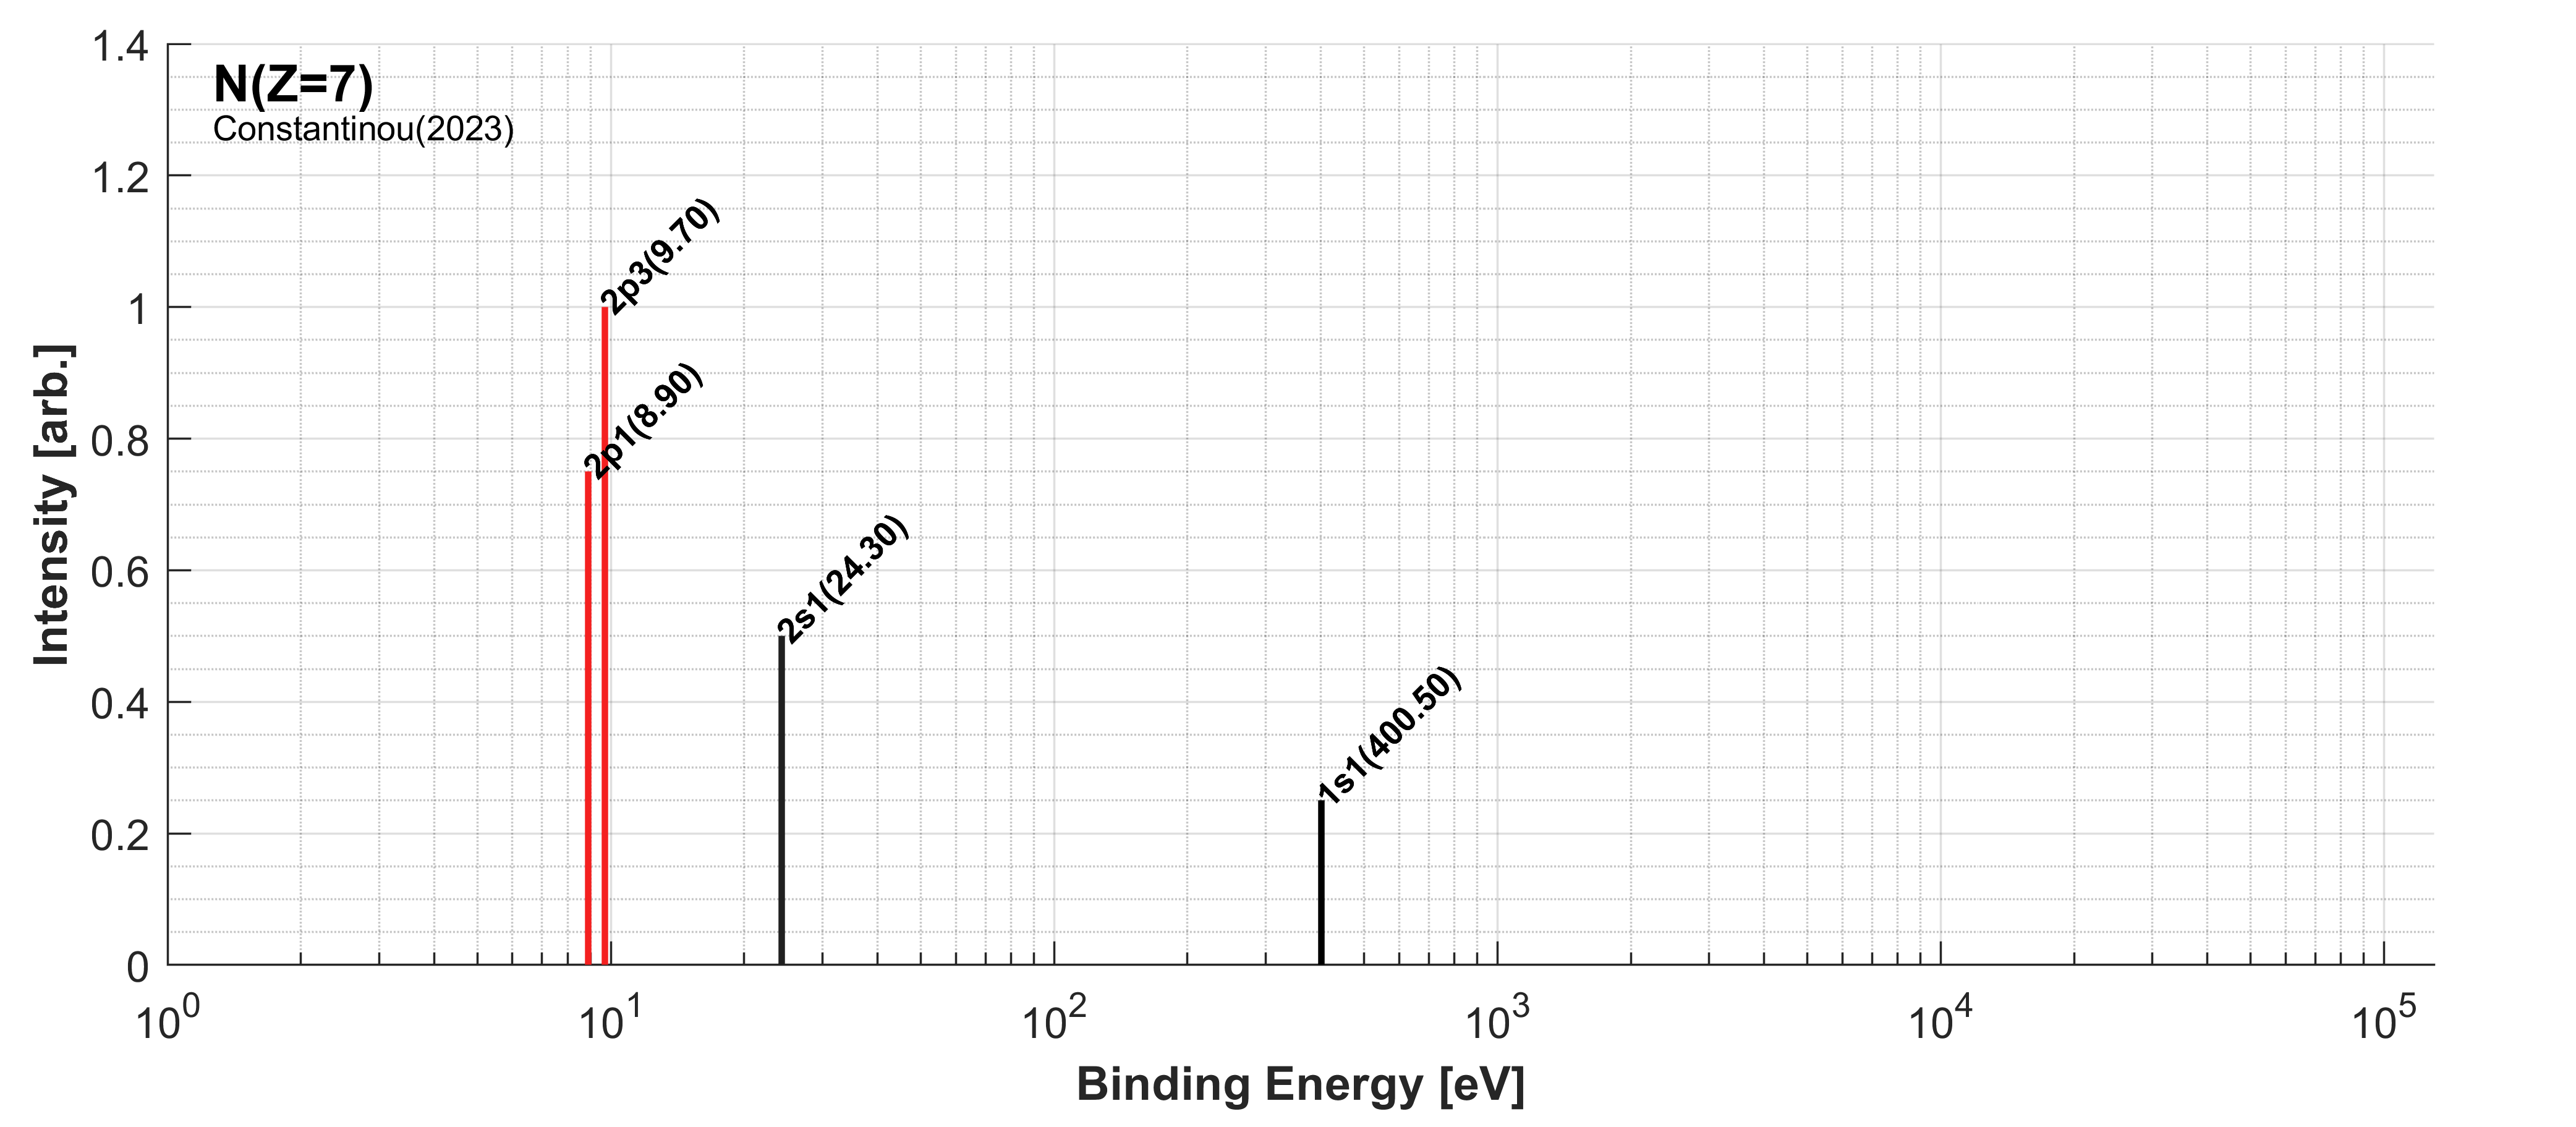 N(Z=7)
Constantinou(2023)
1.4
1.2
1
0.8
0.6
0.4
0.2
0
Intensity [arb.]
2p3(9.70)
2p1(8.90)
2s1(24.30)
1s1(400.50)
10^0 10^1 10^2 10^3 10^4 10^5
Binding Energy [eV]